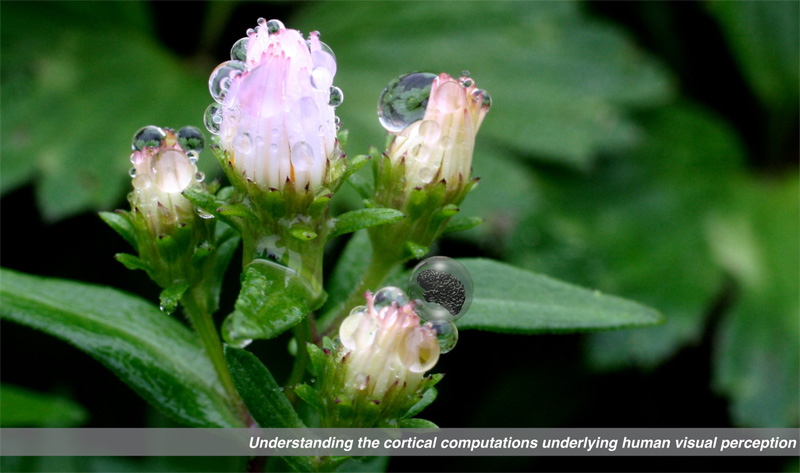 Understanding the cortical computations underlying human visual perception